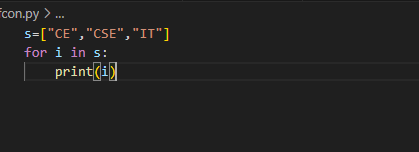 fcon.py > ...
s=["CE","CSE","IT"]
for i in s:
    print(i)